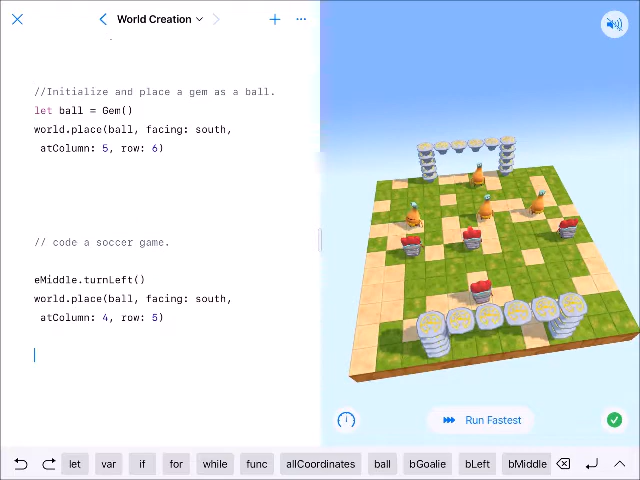 World Creation
//Initialize and place a gem as a ball.
let ball = Gem()
world.place(ball, facing: south,
atColumn: 5, row: 6)
// code a soccer game.
eMiddle.turnLeft()
world.place(ball, facing: south,
atColumn: 4, row: 5)
Run Fastest
let var if for while func allCoordinates ball bGoalie bLeft bMiddle